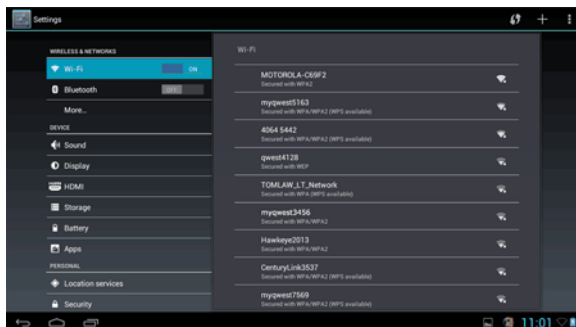 Settings
WIRELESS & NETWORKS
Wi-Fi
ON
Bluetooth
OFF
More...
DEVICE
Sound
Display
HDMI
Storage
Battery
Apps
PERSONAL
Location services
Security
Wi-Fi
MOTOROLA-C69F2
Secured with WPA2
myqwest5163
Secured with WPA/WPA2 (WPS available)
4064 5442
Secured with WPA/WPA2 (WPS available)
qwest4128
Secured with WEP
TOMLAW_LT_Network
Secured with WPA (WPS available)
myqwest3456
Secured with WPA/WPA2
Hawkeye2013
Secured with WPA/WPA2
CenturyLink3537
Secured with WPA/WPA2 (WPS available)
myqwest7569
Secured with WPA/WPA2 (WPS available)
11:01